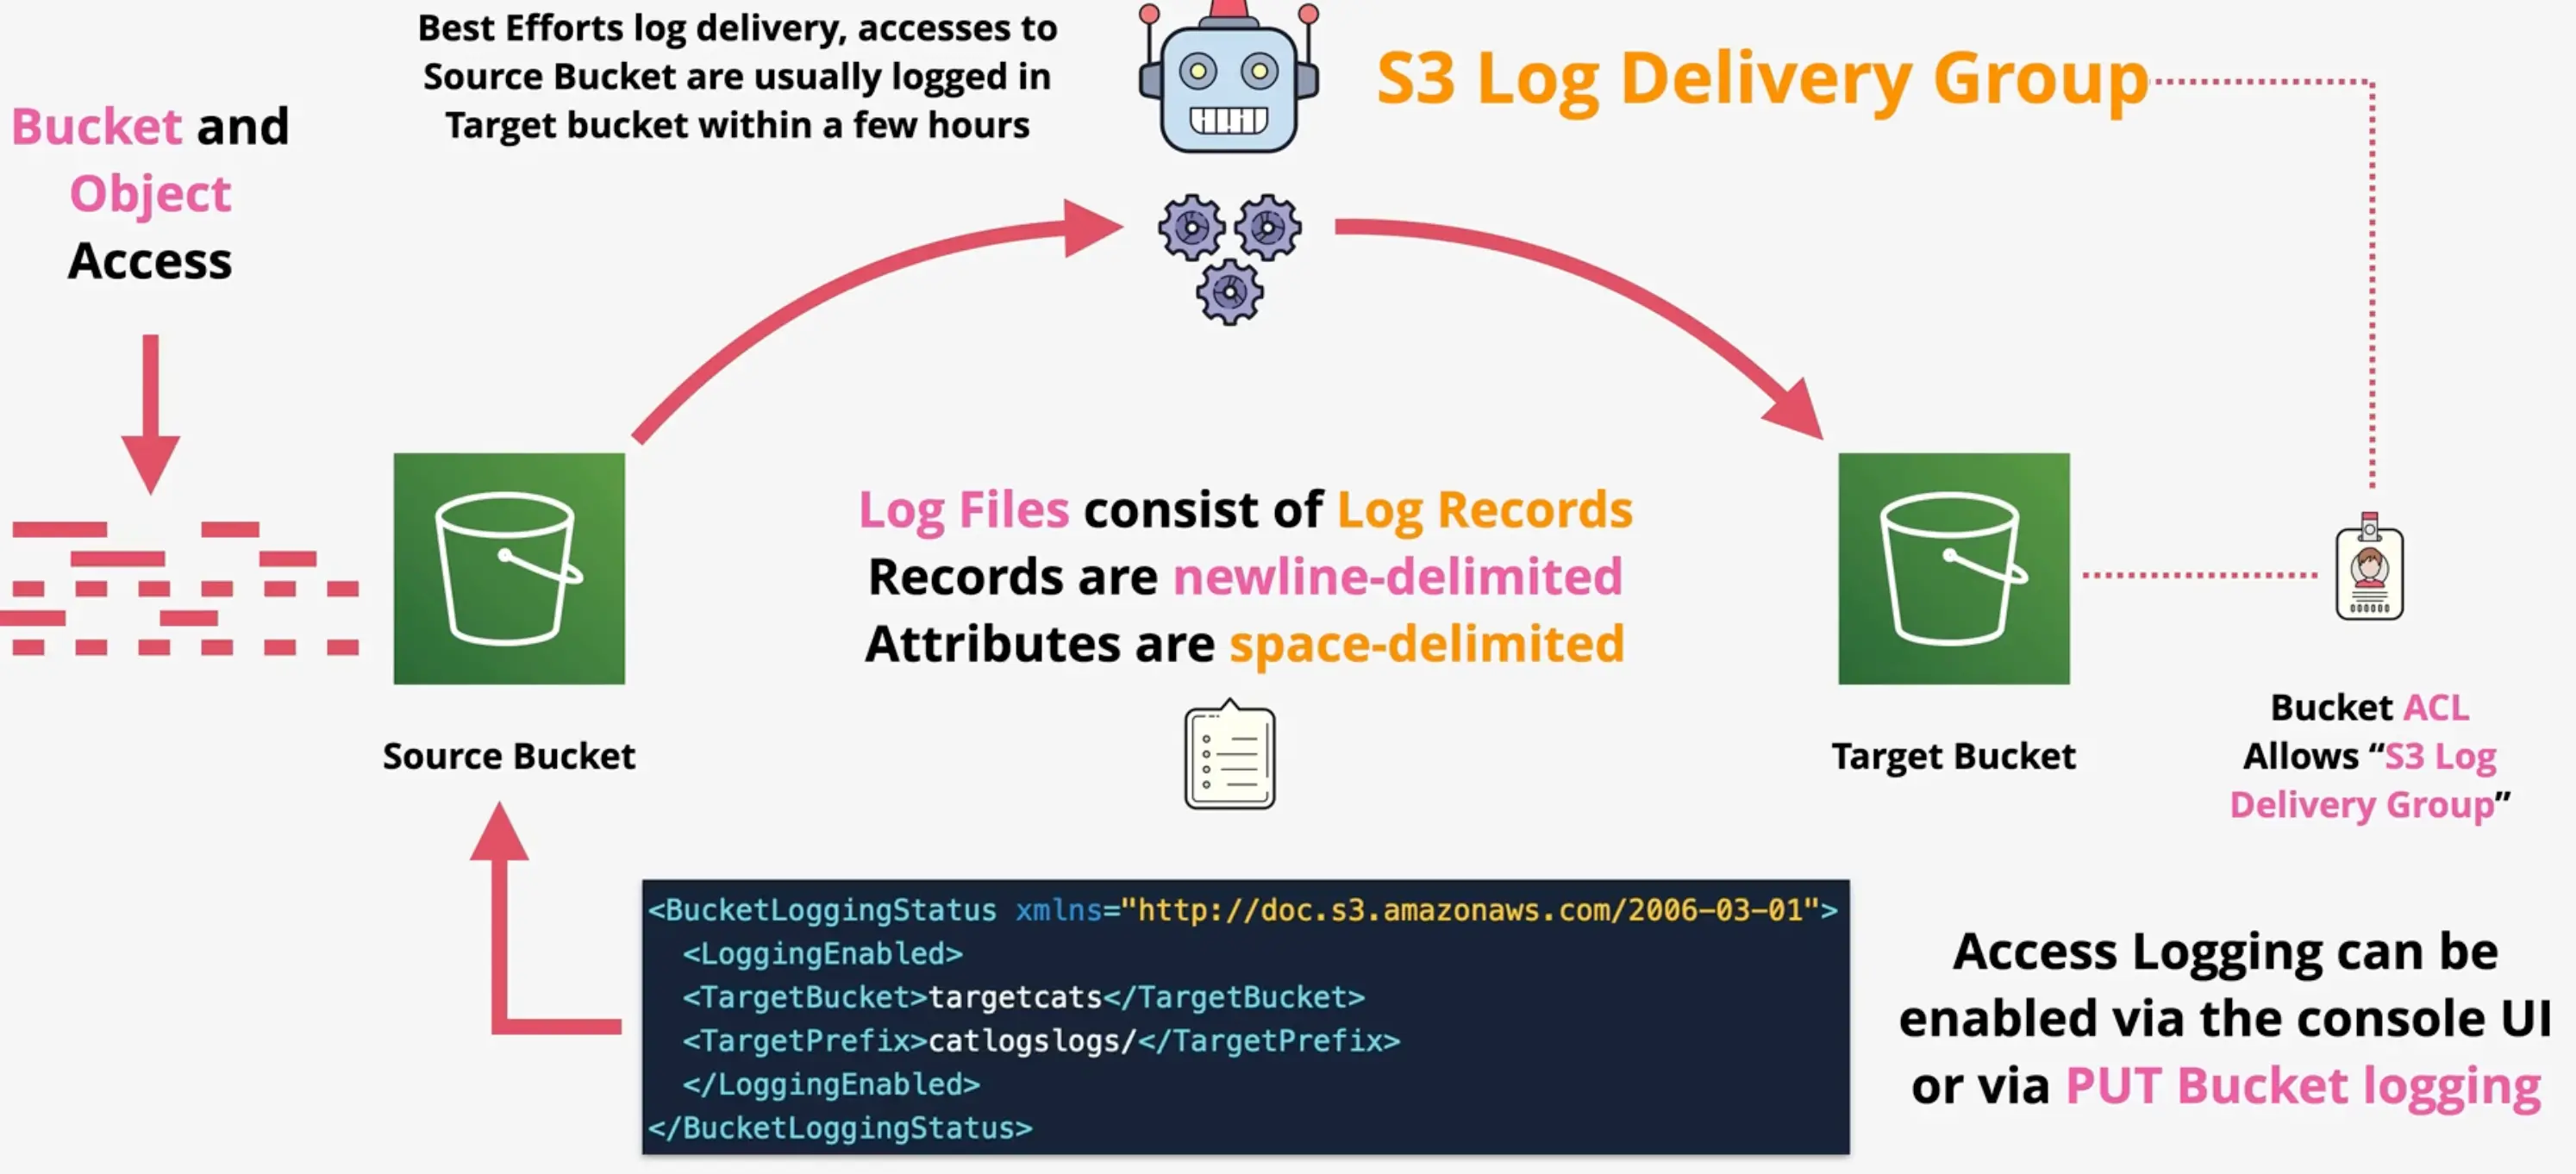 Best Efforts log delivery, accesses to
Source Bucket are usually logged in
Target bucket within a few hours
S3 Log Delivery Group
Bucket and
Object
Access
Log Files consist of Log Records
Records are newline-delimited
Attributes are space-delimited
Source Bucket
Target Bucket
Bucket ACL
Allows “S3 Log
Delivery Group”
<BucketLoggingStatus xmlns="http://doc.s3.amazonaws.com/2006-03-01">
<LoggingEnabled>
<TargetBucket>targetcats</TargetBucket>
<TargetPrefix>catlogslogs/</TargetPrefix>
</LoggingEnabled>
</BucketLoggingStatus>
Access Logging can be
enabled via the console UI
or via PUT Bucket logging